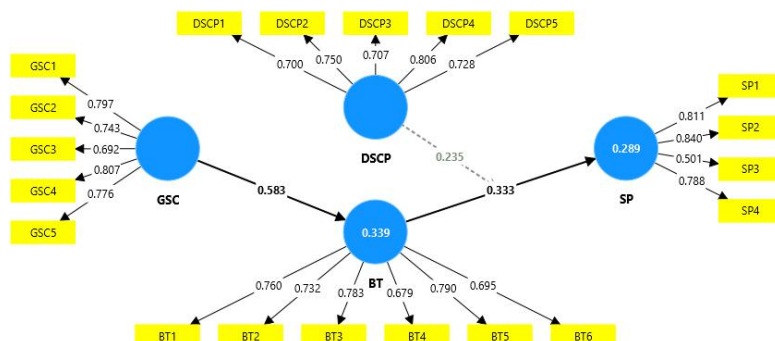 DSCP1 DSCP2 DSCP3 DSCP4 DSCP5
0.700 0.750 0.707 0.806 0.728
GSC1
GSC2
GSC3
GSC4
GSC5
0.797
0.743
0.692
0.807
0.776
GSC
DSCP
0.235
0.583
0.333
0.339
BT
0.289
SP
0.811
0.840
0.501
0.788
SP1
SP2
SP3
SP4
0.760 0.732 0.783 0.679 0.790 0.695
BT1 BT2 BT3 BT4 BT5 BT6